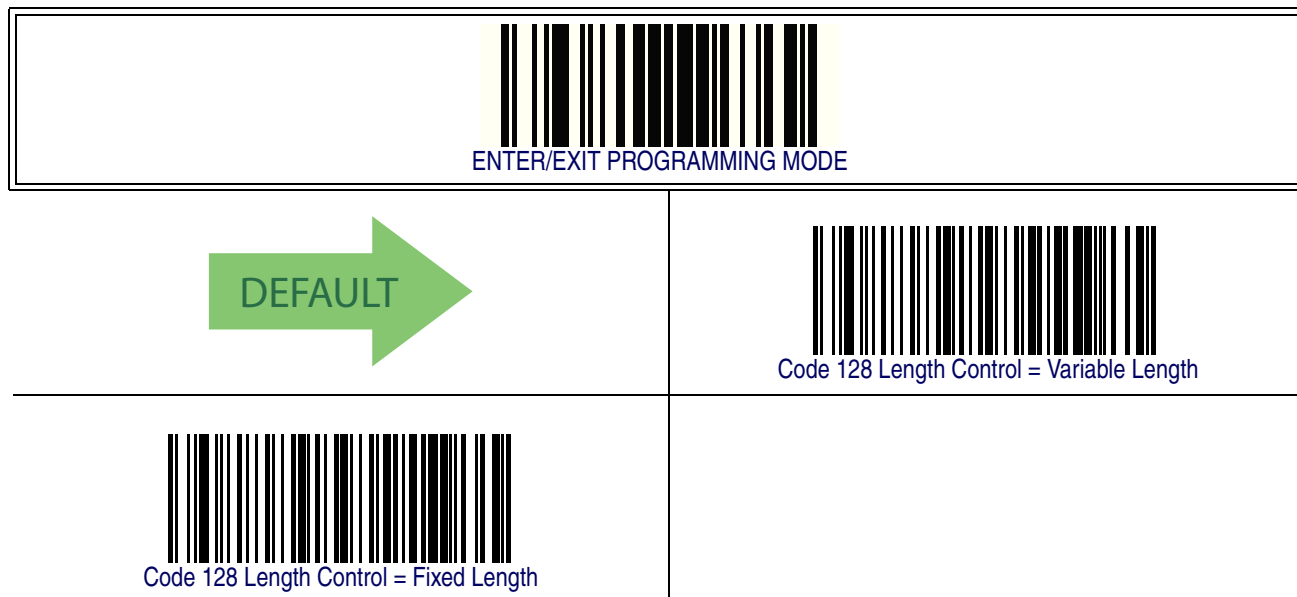 ENTER/EXIT PROGRAMMING MODE
DEFAULT
Code 128 Length Control = Variable Length
Code 128 Length Control = Fixed Length